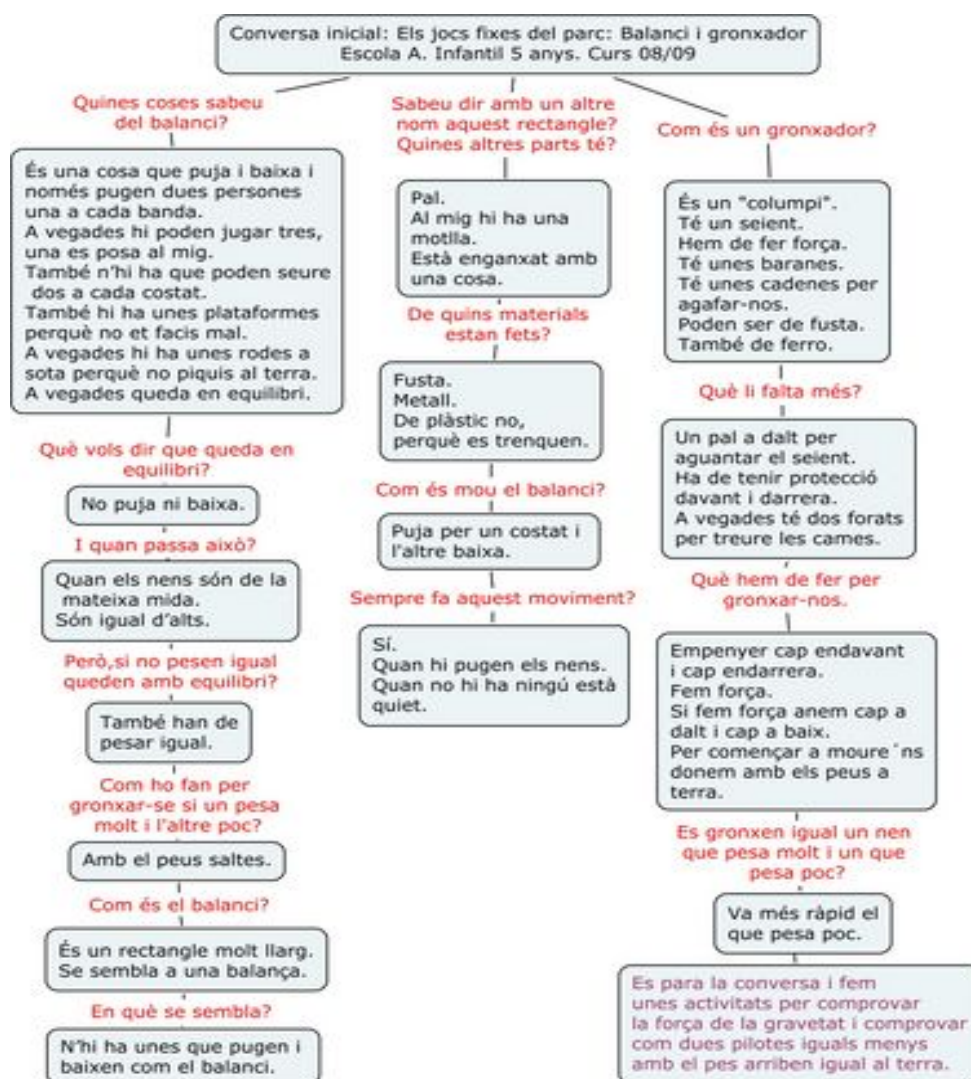 Conversa inicial: Els jocs fixes del parc: Balanci i gronxador
Escola A. Infantil 5 anys. Curs 08/09
Quines coses sabeu
del balanci?
És una cosa que puja i baixa i
només pugen dues persones
una a cada banda.
A vegades hi poden jugar tres,
una es posa al mig.
També n'hi ha que poden seure
dos a cada costat.
També hi ha unes plataformes
perquè no et facis mal.
A vegades hi ha unes rodes a
sota perquè no piquis al terra.
A vegades queda en equilibri.
Què vols dir que queda en
equilibri?
No puja ni baixa.
I quan passa això?
Quan els nens són de la
mateixa mida.
Són igual d'alts.
Però,si no pesen igual
queden amb equilibri?
També han de
pesar igual.
Com ho fan per
gronxar-se si un pesa
molt i l'altre poc?
Amb el peus saltes.
Com és el balanci?
És un rectangle molt llarg.
Se sembla a una balança.
En què se sembla?
N'hi ha unes que pugen i
baixen com el balanci.
Sabeu dir amb un altre
nom aquest rectangle?
Quines altres parts té?
Pal.
Al mig hi ha una
motlla.
Està enganxat amb
una cosa.
De quins materials
estan fets?
Fusta.
Metall.
De plàstic no,
perquè es trenquen.
Com és mou el balanci?
Puja per un costat i
l'altre baixa.
Sempre fa aquest moviment?
Sí.
Quan hi pugen els nens.
Quan no hi ha ningú està
quiet.
Com és un gronxador?
És un "columpi".
Té un seient.
Hem de fer força.
Té unes baranes.
Té unes cadenes per
agafar-nos.
Poden ser de fusta.
També de ferro.
Què li falta més?
Un pal a dalt per
aguantar el seient.
Ha de tenir protecció
davant i darrera.
A vegades té dos forats
per treure les cames.
Què hem de fer per
gronxar-nos.
Empenyer cap endavant
i cap endarrera.
Fem força.
Si fem força anem cap a
dalt i cap a baix.
Per començar a moure´ns
donem amb els peus a
terra.
Es gronxen igual un nen
que pesa molt i un que
pesa poc?
Va més ràpid el
que pesa poc.
Es para la conversa i fem
unes activitats per comprovar
la força de la gravetat i comprovar
com dues pilotes iguals menys
amb el pes arriben igual al terra.